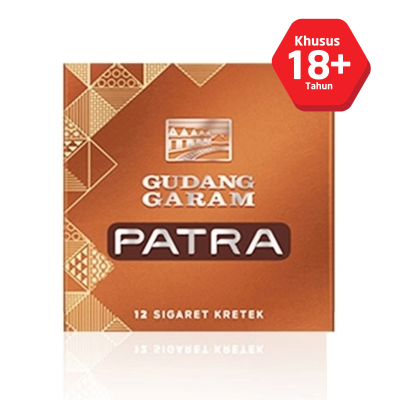 Khusus
18+
Tahun
GUDANG
GARAM
PATRA
12 SIGARET KRETEK